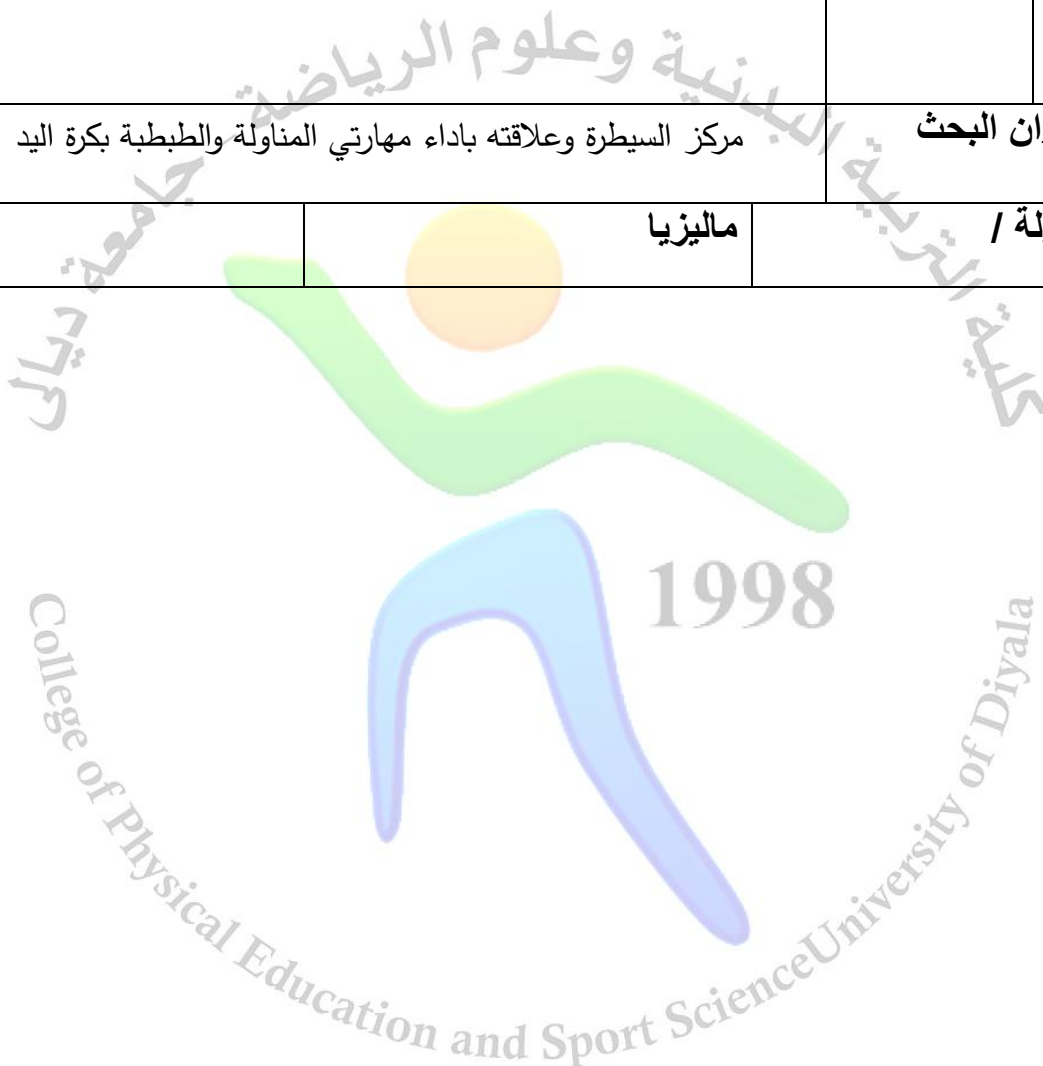 ان البحث
مركز السيطرة وعلاقته باداء مهارتي المناولة والطبطبة بكرة اليد
لة /
ماليزيا
كلية التربية البدنية وعلوم الرياضة جامعة ديالى
1998
College of Physical Education and Sport ScienceUniversity of Diyala